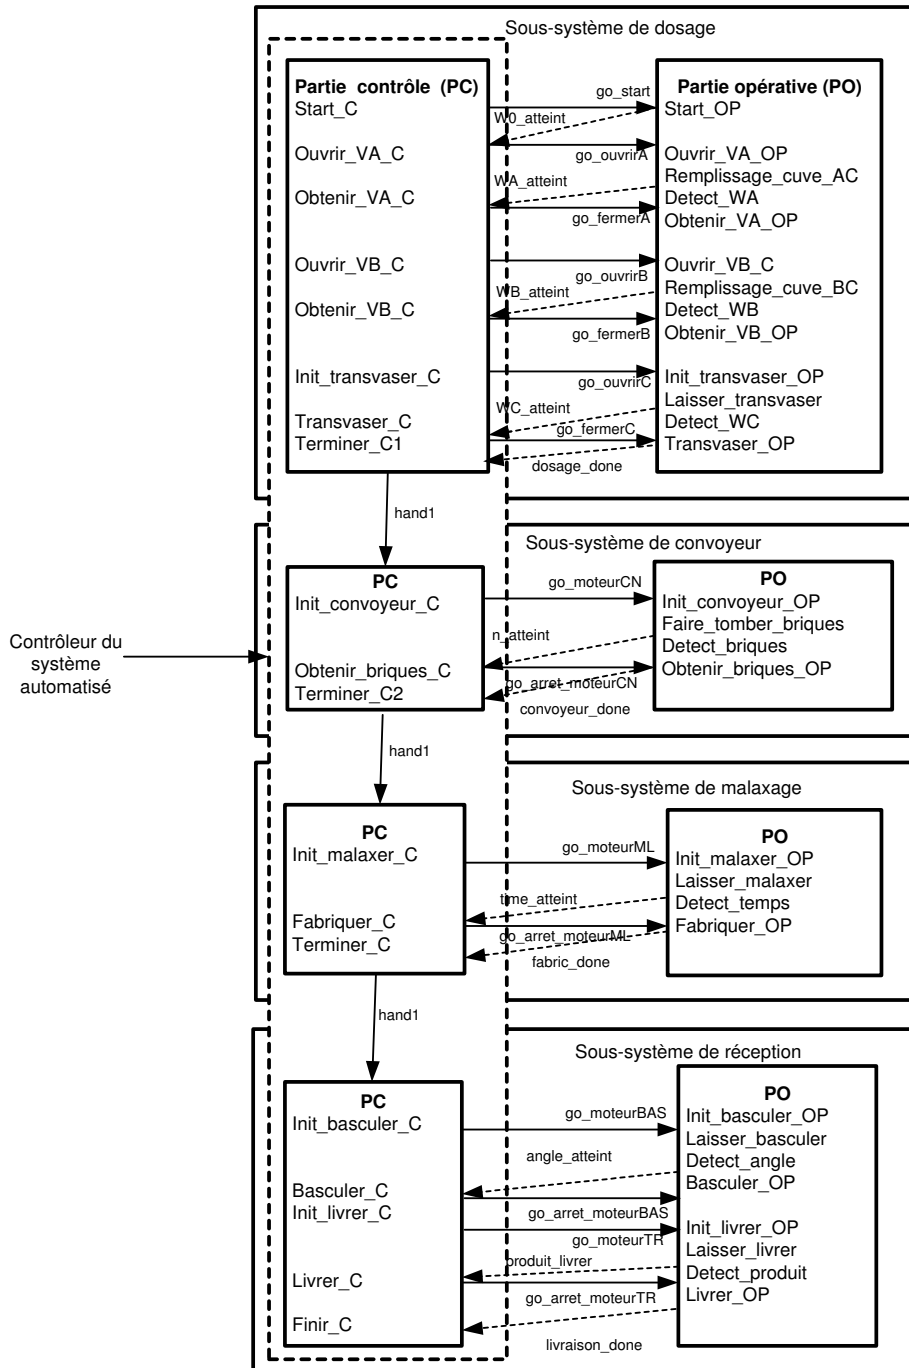 Sous-système de dosage
Partie contrôle (PC)
Start_C
Ouvrir_VA_C
Obtenir_VA_C
Ouvrir_VB_C
Obtenir_VB_C
Init_transvaser_C
Transvaser_C
Terminer_C1
go_start
W0_atteint
go_ouvrirA
WA_atteint
go_fermerA
go_ouvrirB
WB_atteint
go_fermerB
go_ouvrirC
WC_atteint
go_fermerC
dosage_done
Partie opérative (PO)
Start_OP
Ouvrir_VA_OP
Remplissage_cuve_AC
Detect_WA
Obtenir_VA_OP
Ouvrir_VB_C
Remplissage_cuve_BC
Detect_WB
Obtenir_VB_OP
Init_transvaser_OP
Laisser_transvaser
Detect_WC
Transvaser_OP
hand1
Sous-système de convoyeur
PC
Init_convoyeur_C
Obtenir_briques_C
Terminer_C2
go_moteurCN
n_atteint
go_arret_moteurCN
convoyeur_done
PO
Init_convoyeur_OP
Faire_tomber_briques
Detect_briques
Obtenir_briques_OP
Contrôleur du
système
automatisé
hand1
Sous-système de malaxage
PC
Init_malaxer_C
Fabriquer_C
Terminer_C
go_moteurML
time_atteint
go_arret_moteurML
fabric_done
PO
Init_malaxer_OP
Laisser_malaxer
Detect_temps
Fabriquer_OP
hand1
Sous-système de réception
PC
Init_basculer_C
Basculer_C
Init_livrer_C
Livrer_C
Finir_C
go_moteurBAS
angle_atteint
go_arret_moteurBAS
go_moteurTR
produit_livrer
go_arret_moteurTR
livraison_done
PO
Init_basculer_OP
Laisser_basculer
Detect_angle
Basculer_OP
Init_livrer_OP
Laisser_livrer
Detect_produit
Livrer_OP